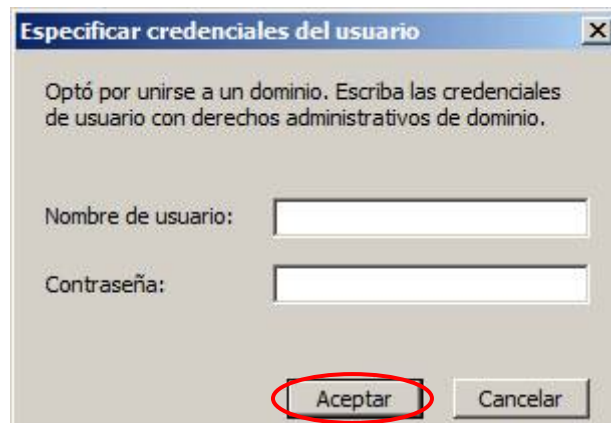 Especificar credenciales del usuario
Optó por unirse a un dominio. Escriba las credenciales
de usuario con derechos administrativos de dominio.
Nombre de usuario:
Contraseña:
Aceptar Cancelar